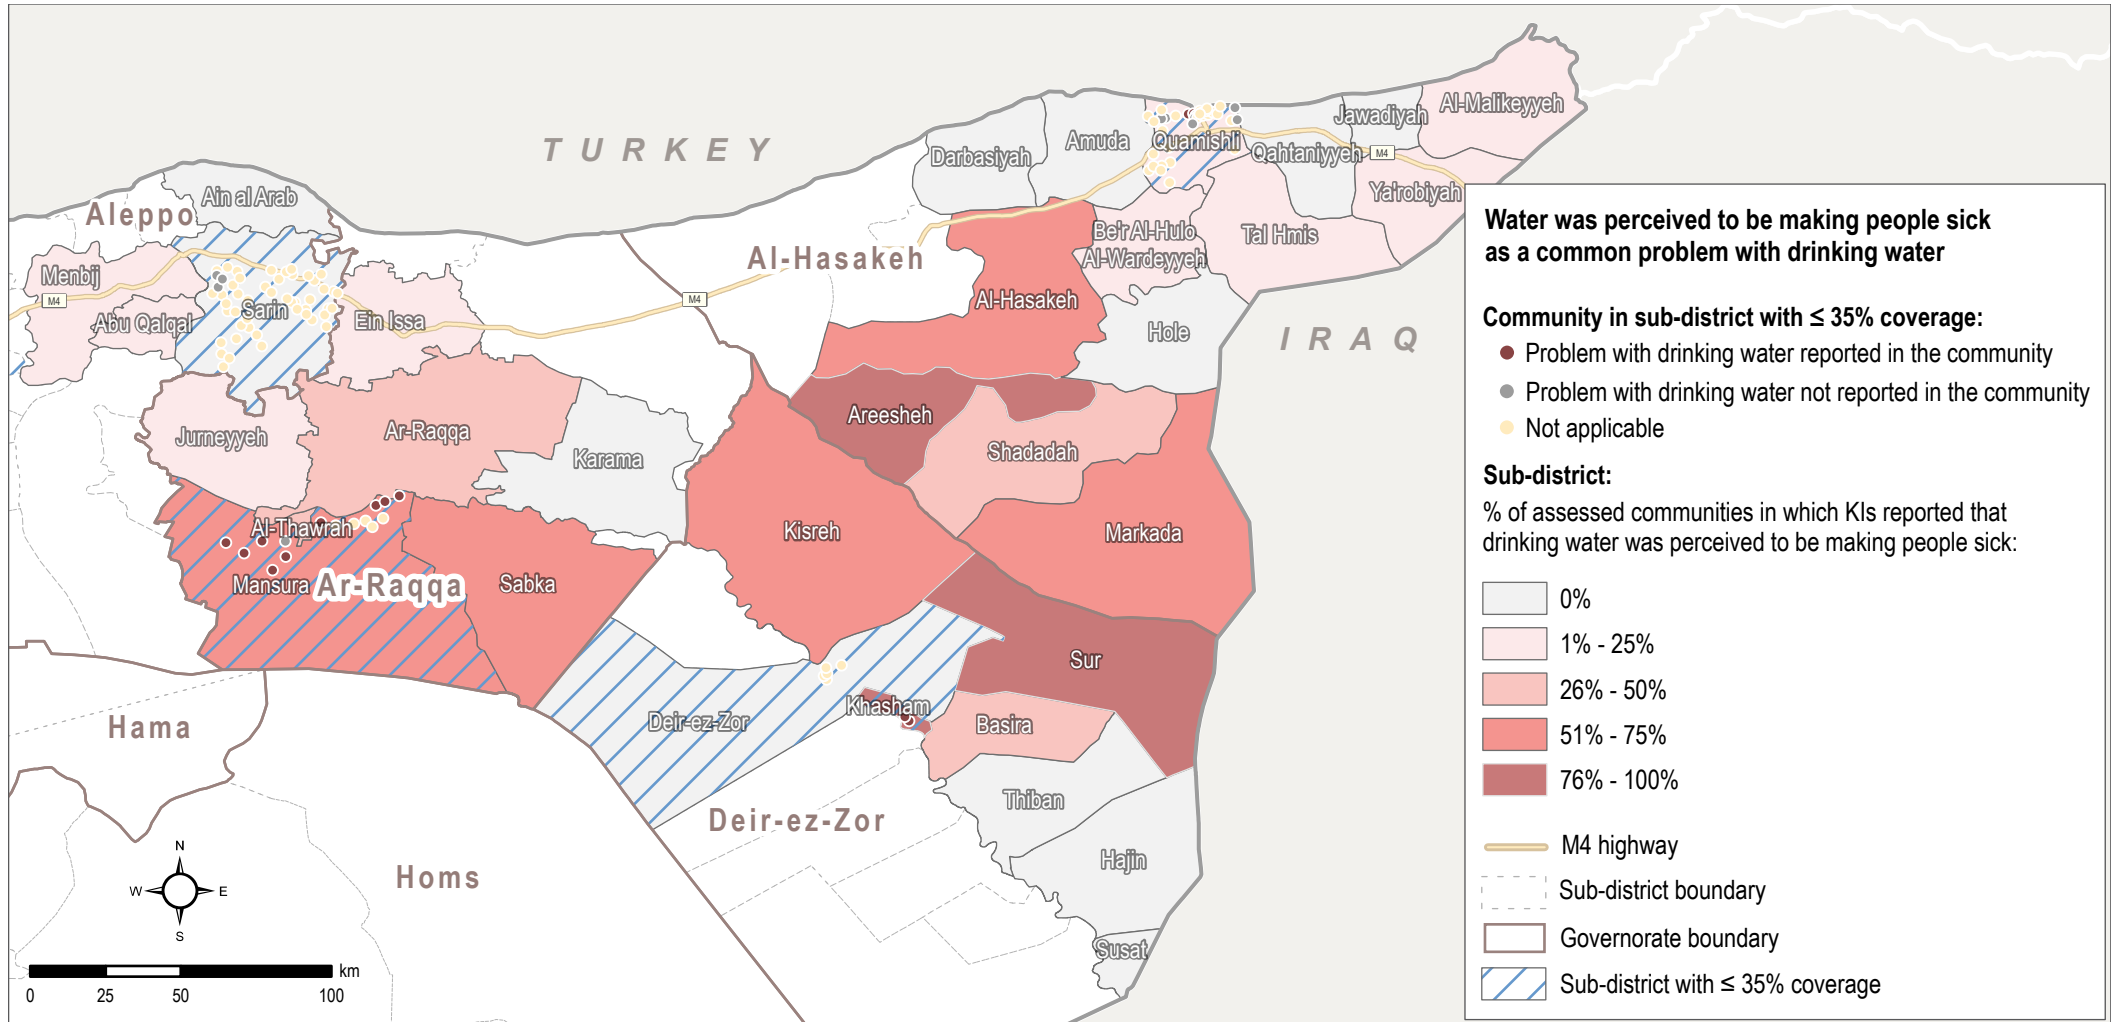 TURKEY
IRAQ
Aleppo
Al-Hasakeh
Ar-Raqqa
Hama
Homs
Deir-ez-Zor
Ain al Arab
Menbij
Abu Qalqal
Sarin
Ein Issa
Jurneyyeh
Ar-Raqqa
Karama
Al-Thawrah
Mansura
Sabka
Kisreh
Darbasiyah
Amuda
Quamishli
Qahtaniyyeh
Jawadiyah
Al-Malikeyyeh
Ya'robiyah
Tal Hmis
Be'r Al-Hulo
Al-Wardeyyeh
Al-Hasakeh
Hole
Areesheh
Shadadah
Markada
Sur
Deir-ez-Zor
Khasham
Basira
Thiban
Hajin
Susat
M4
M4
M4
N
W
E
S
km
0 25 50 100
Water was perceived to be making people sick
as a common problem with drinking water
Community in sub-district with ≤ 35% coverage:
Problem with drinking water reported in the community
Problem with drinking water not reported in the community
Not applicable
Sub-district:
% of assessed communities in which KIs reported that
drinking water was perceived to be making people sick:
0%
1% - 25%
26% - 50%
51% - 75%
76% - 100%
M4 highway
Sub-district boundary
Governorate boundary
Sub-district with ≤ 35% coverage